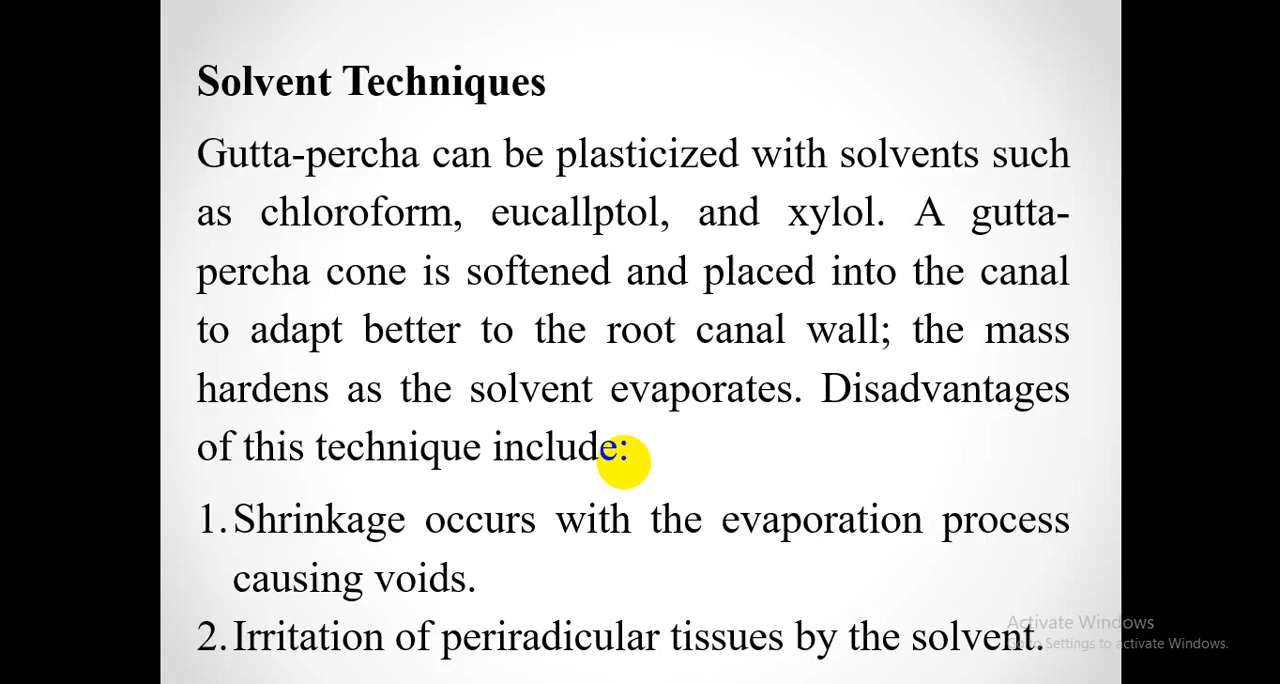 Solvent Techniques
Gutta-percha can be plasticized with solvents such
as chloroform, eucallptol, and xylol. A gutta-
percha cone is softened and placed into the canal
to adapt better to the root canal wall; the mass
hardens as the solvent evaporates. Disadvantages
of this technique include:
1. Shrinkage occurs with the evaporation process
causing voids.
2. Irritation of periradicular tissues by the solvent.
Activate Windows
Go to Settings to activate Windows.